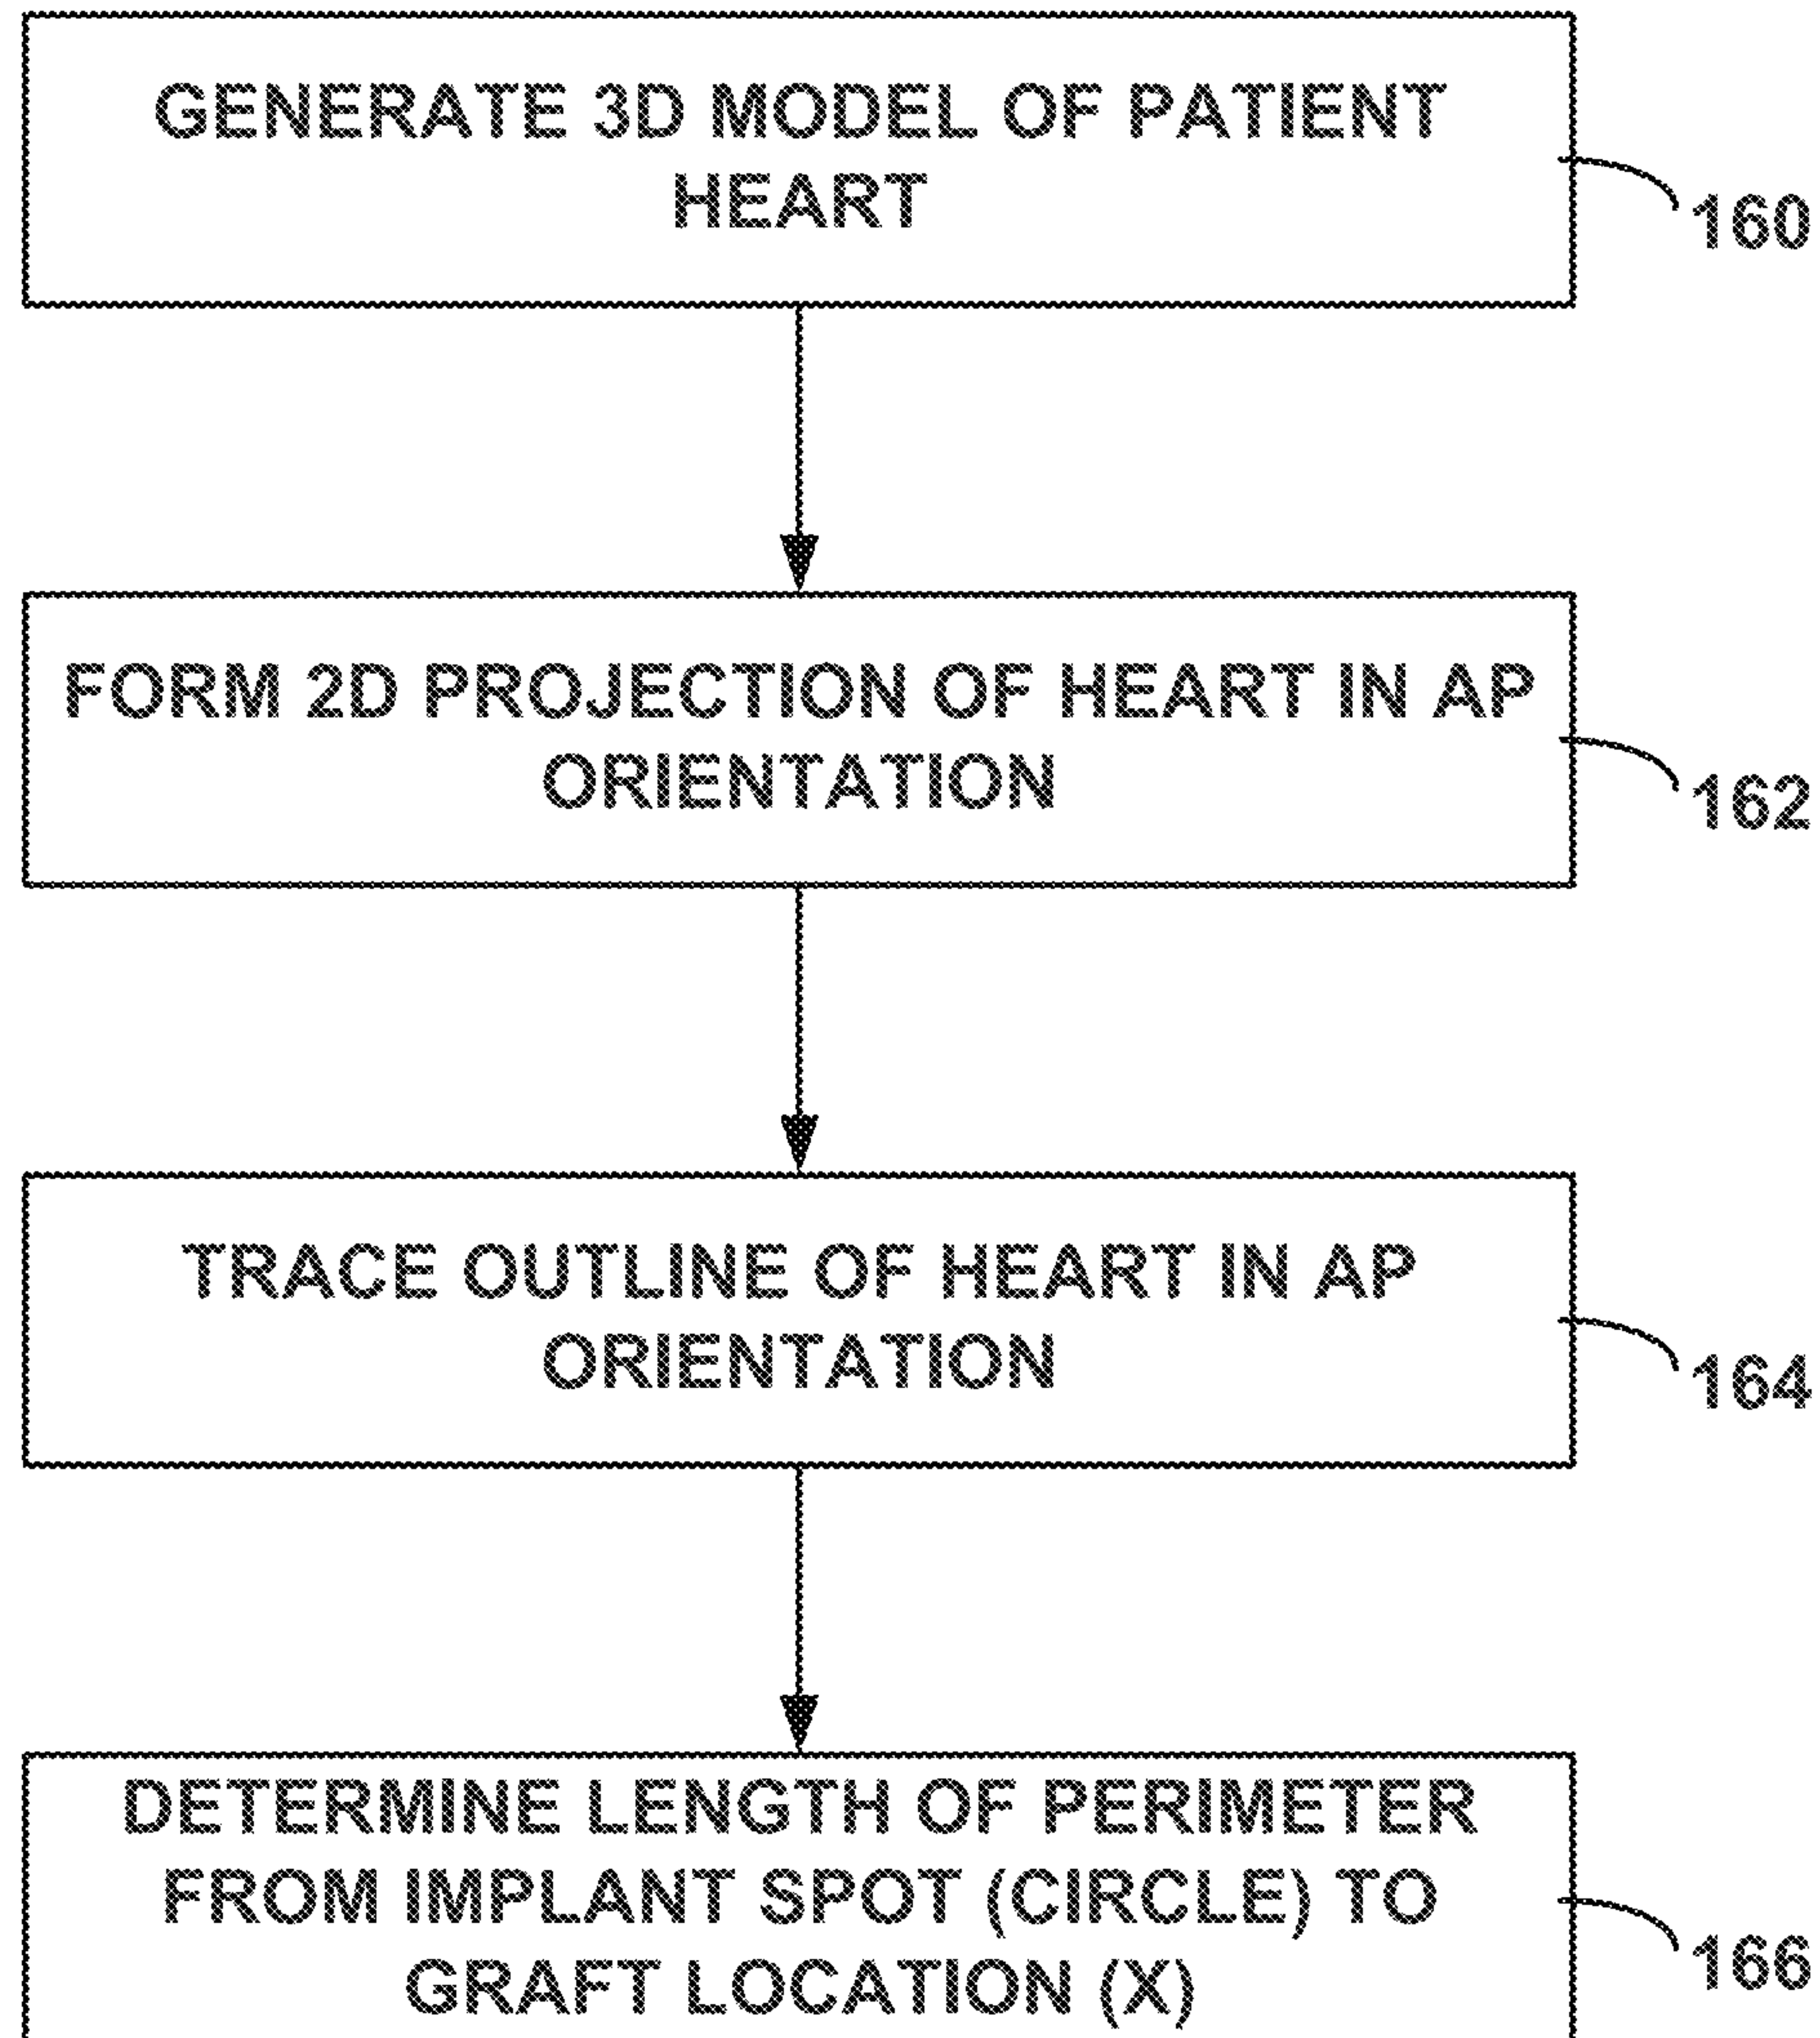 GENERATE 3D MODEL OF PATIENT
HEART
160
FORM 2D PROJECTION OF HEART IN AP
ORIENTATION
162
TRACE OUTLINE OF HEART IN AP
ORIENTATION
164
DETERMINE LENGTH OF PERIMETER
FROM IMPLANT SPOT (CIRCLE) TO
GRAFT LOCATION (X)
166